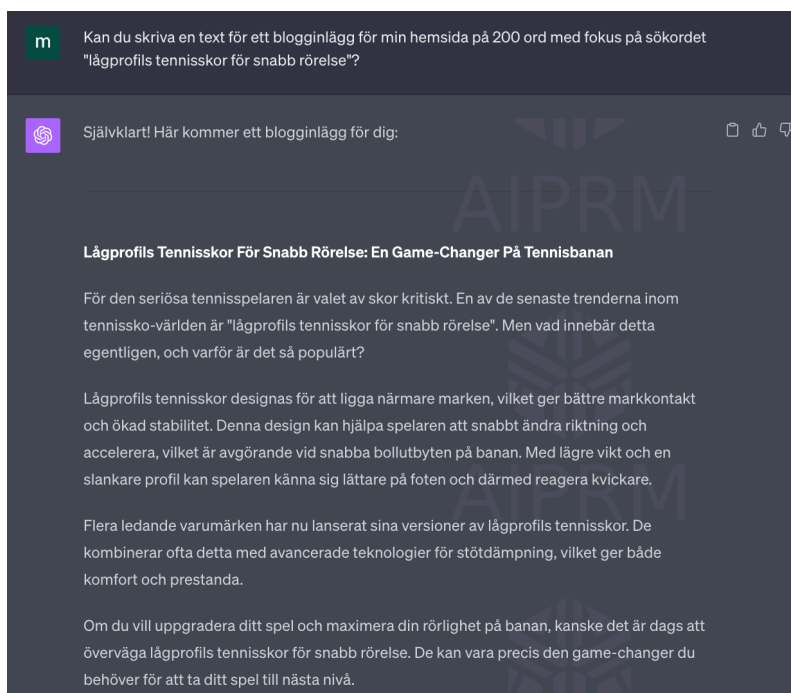 m
Kan du skriva en text för ett blogginlägg för min hemsida på 200 ord med fokus på sökordet
"lågprofils tennisskor för snabb rörelse"?
Självklart! Här kommer ett blogginlägg för dig:
AIPRM
Lågprofils Tennisskor För Snabb Rörelse: En Game-Changer På Tennisbanan
För den seriösa tennisspelaren är valet av skor kritiskt. En av de senaste trenderna inom
tennissko-världen är "lågprofils tennisskor för snabb rörelse". Men vad innebär detta
egentligen, och varför är det så populärt?
Lågprofils tennisskor designas för att ligga närmare marken, vilket ger bättre markkontakt
och ökad stabilitet. Denna design kan hjälpa spelaren att snabbt ändra riktning och
accelerera, vilket är avgörande vid snabba bollutbyten på banan. Med lägre vikt och en
slankare profil kan spelaren känna sig lättare på foten och därmed reagera kvickare.
AIPRM
Flera ledande varumärken har nu lanserat sina versioner av lågprofils tennisskor. De
kombinerar ofta detta med avancerade teknologier för stötdämpning, vilket ger både
komfort och prestanda.
Om du vill uppgradera ditt spel och maximera din rörlighet på banan, kanske det är dags att
överväga lågprofils tennisskor för snabb rörelse. De kan vara precis den game-changer du
behöver för att ta ditt spel till nästa nivå.